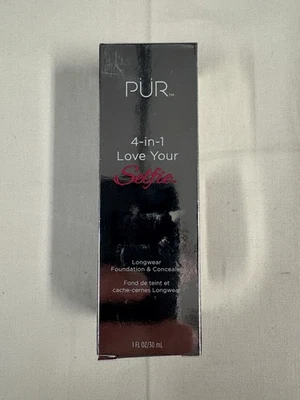 PÜR™
4-in-1
Love Your
Selfie
Longwear
Foundation & Concealer
Fond de teint et
cache-cernes Longwear
1 FL OZ/30 mL